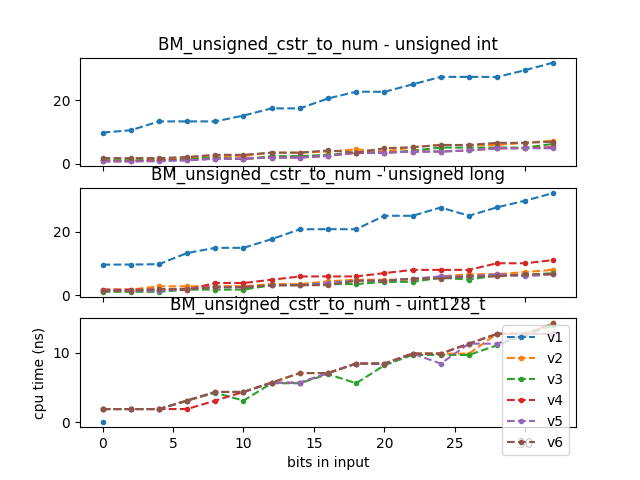 BM_unsigned_cstr_to_num - unsigned int
20
0
BM_unsigned_cstr_to_num - unsigned long
20
0
BM_unsigned_cstr_to_num - uint128_t
cpu time (ns)
10
0
v1
v2
v3
v4
v5
v6
0 5 10 15 20 25 30
bits in input